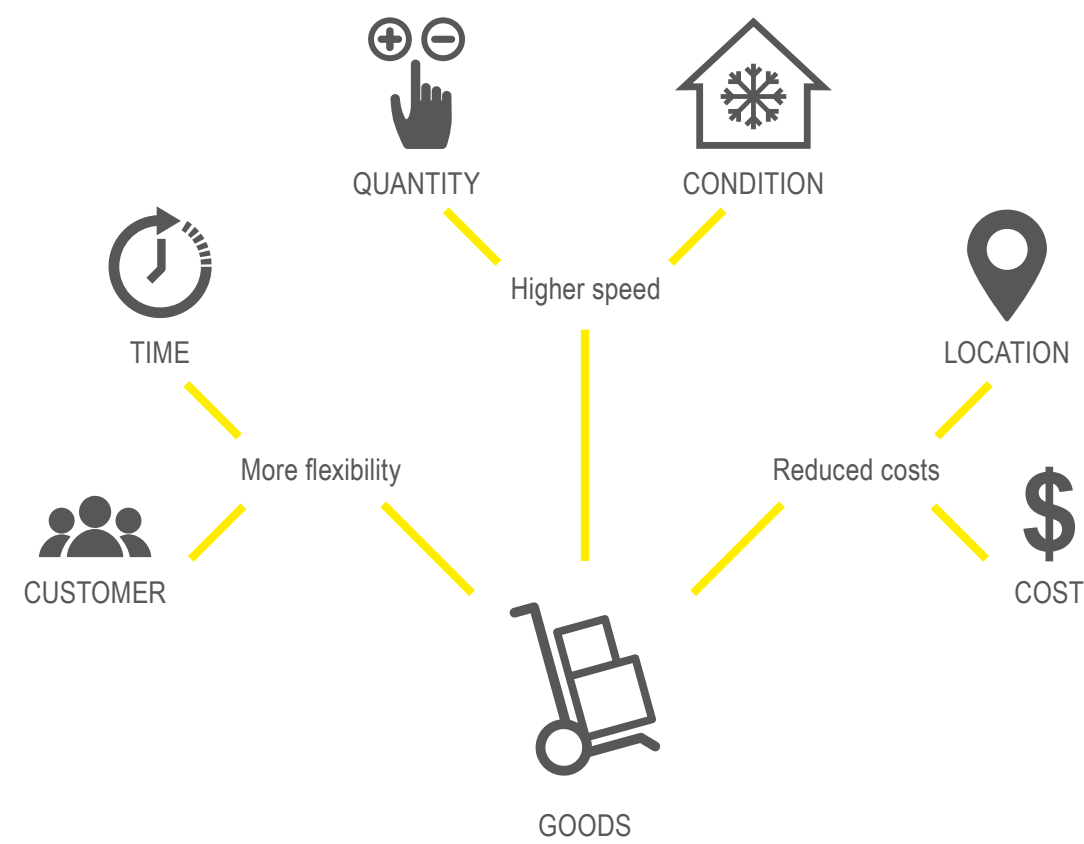 QUANTITY
CONDITION
Higher speed
TIME
LOCATION
More flexibility
Reduced costs
$
CUSTOMER
COST
GOODS